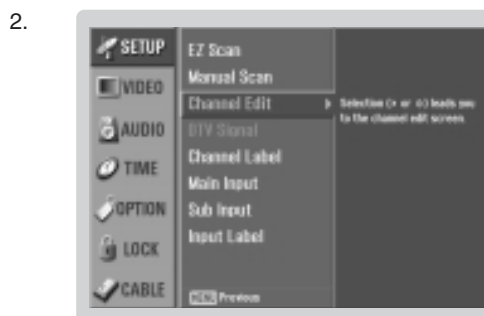 2.
SETUP
VIDEO
AUDIO
TIME
OPTION
LOCK
CABLE
EZ Scan
Manual Scan
Channel Edit
DTV Signal
Channel Label
Main Input
Sub Input
Input Label
MENU Previous
Selection (▷ or ⊙) leads you
to the channel edit screen.